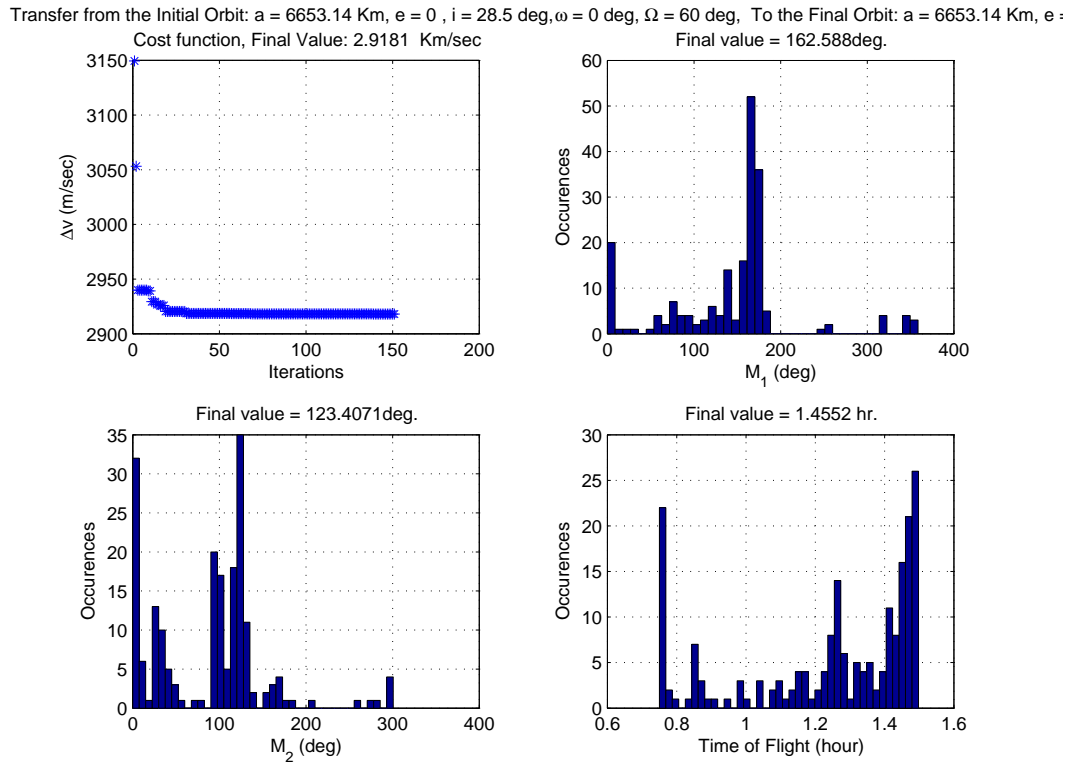 Transfer from the Initial Orbit: a = 6653.14 Km, e = 0 , i = 28.5 deg, ω = 0 deg, Ω = 60 deg,  To the Final Orbit: a = 6653.14 Km, e =
Cost function, Final Value: 2.9181  Km/sec
3150
3100
3050
3000
2950
2900
0 50 100 150 200
Δv (m/sec)
Iterations
Final value = 162.588deg.
60
50
40
30
20
10
0
0 100 200 300 400
Occurences
M1 (deg)
Final value = 123.4071deg.
35
30
25
20
15
10
5
0
0 100 200 300 400
Occurences
M2 (deg)
Final value = 1.4552 hr.
30
25
20
15
10
5
0
0.6 0.8 1 1.2 1.4 1.6
Occurences
Time of Flight (hour)